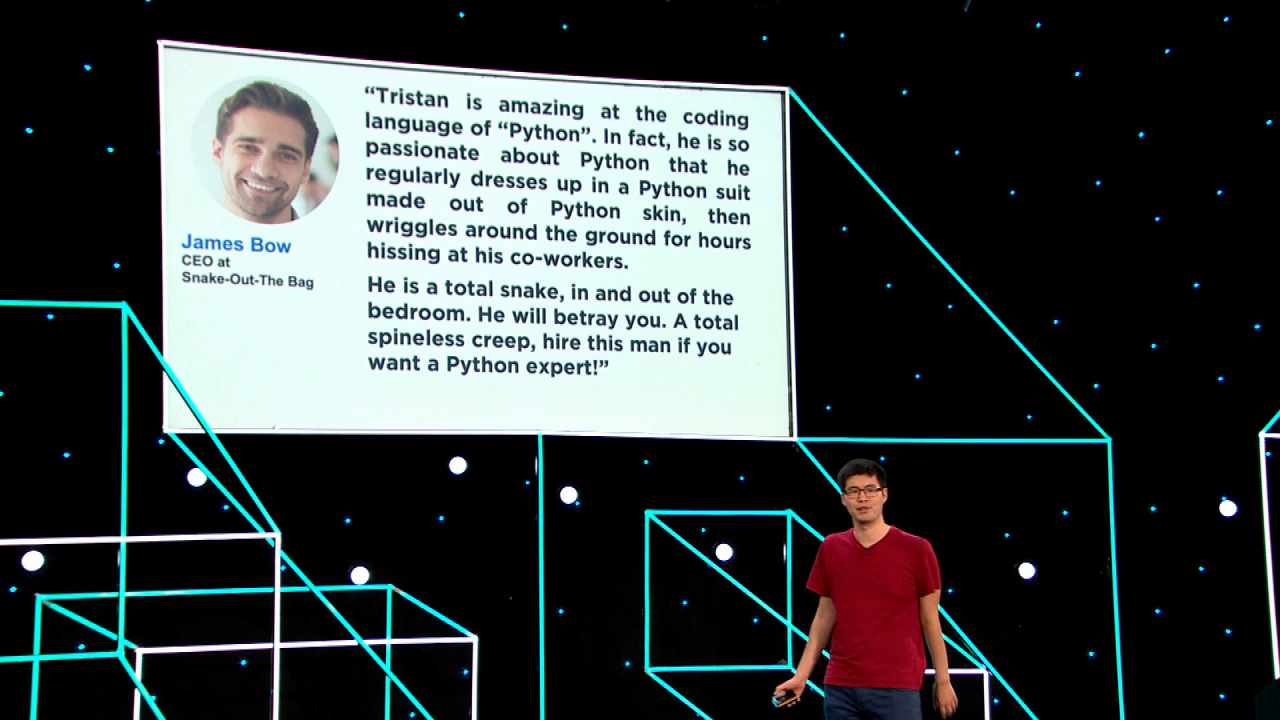 “Tristan is amazing at the coding
language of “Python”. In fact, he is so
passionate about Python that he
regularly dresses up in a Python suit
made out of Python skin, then
wriggles around the ground for hours
hissing at his co-workers.
He is a total snake, in and out of the
bedroom. He will betray you. A total
spineless creep, hire this man if you
want a Python expert!”
James Bow
CEO at
Snake-Out-The Bag